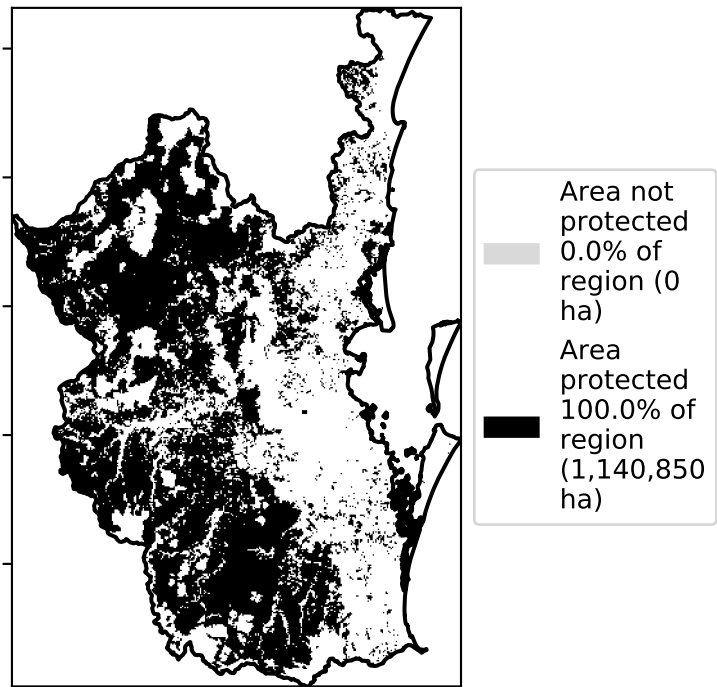 Area not
protected
0.0% of
region (0
ha)
Area
protected
100.0% of
region
(1,140,850
ha)